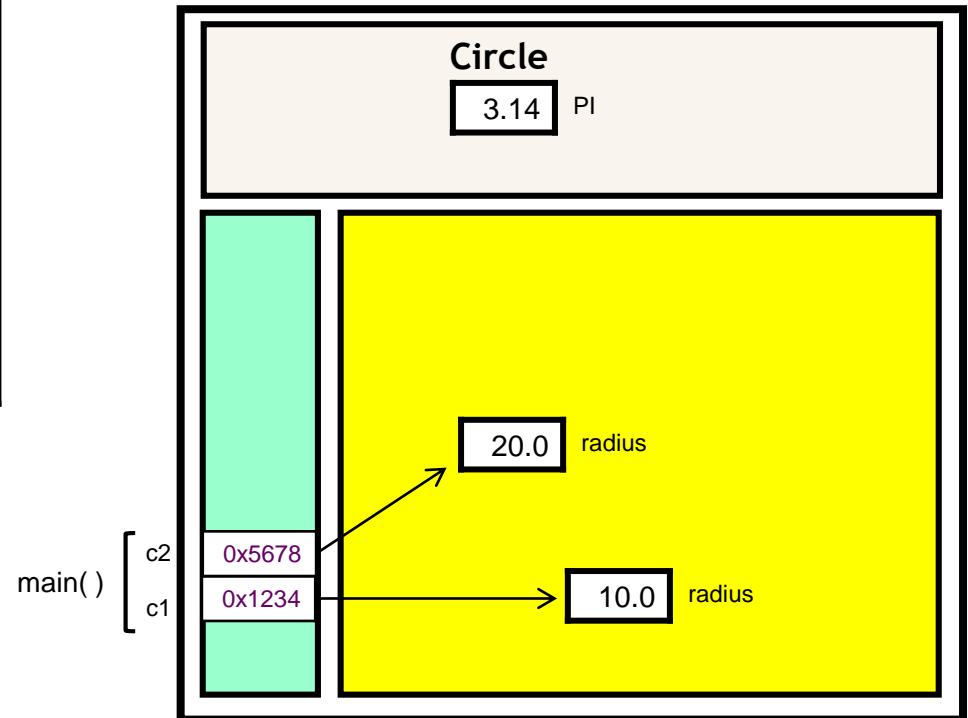 Circle
3.14 PI
20.0 radius
main( )
c2 0x5678
c1 0x1234
10.0 radius